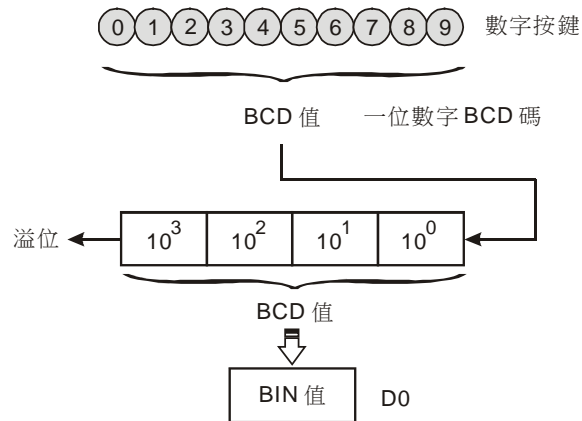 0 1 2 3 4 5 6 7 8 9 數字按鍵
BCD 值 一位數字 BCD 碼
溢位 10³ 10² 10¹ 10⁰
BCD 值
BIN 值 D0